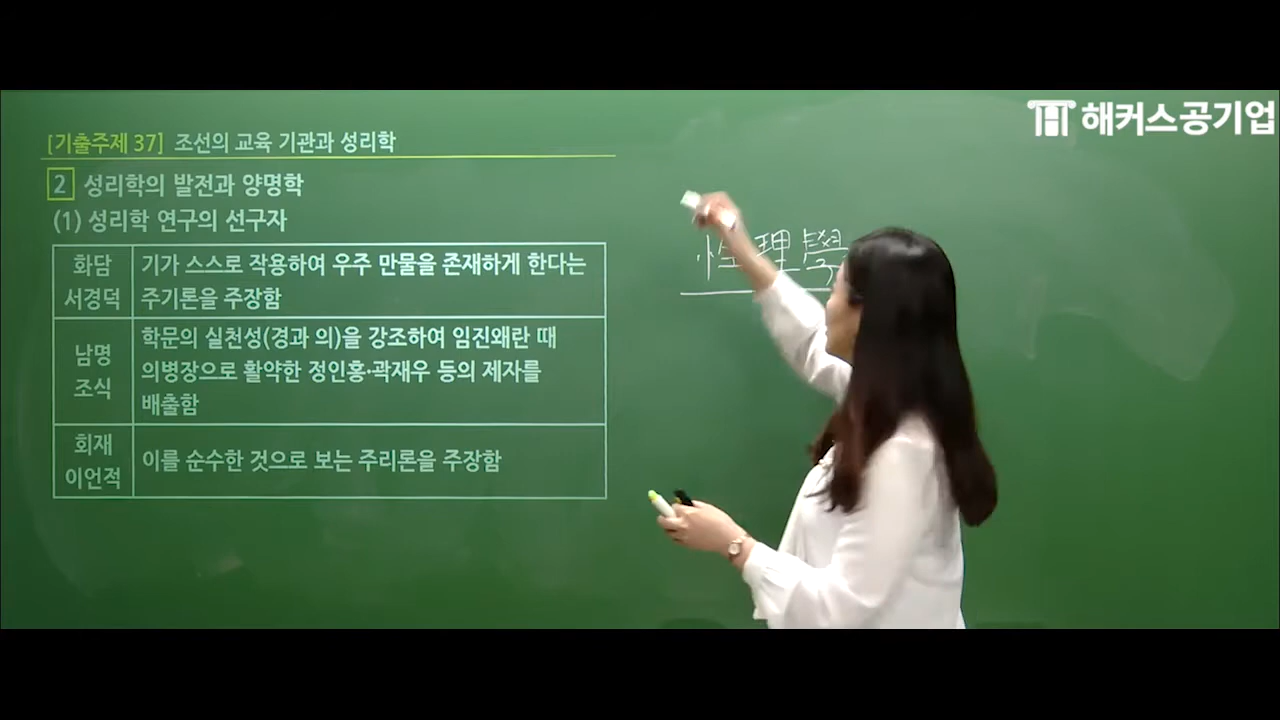 해커스공기업
[기출주제 37] 조선의 교육 기관과 성리학
2 성리학의 발전과 양명학
(1) 성리학 연구의 선구자
화담
서경덕
기가 스스로 작용하여 우주 만물을 존재하게 한다는
주기론을 주장함
남명
조식
학문의 실천성(경과 의)을 강조하여 임진왜란 때
의병장으로 활약한 정인홍·곽재우 등의 제자를
배출함
회재
이언적
이를 순수한 것으로 보는 주리론을 주장함
性理學